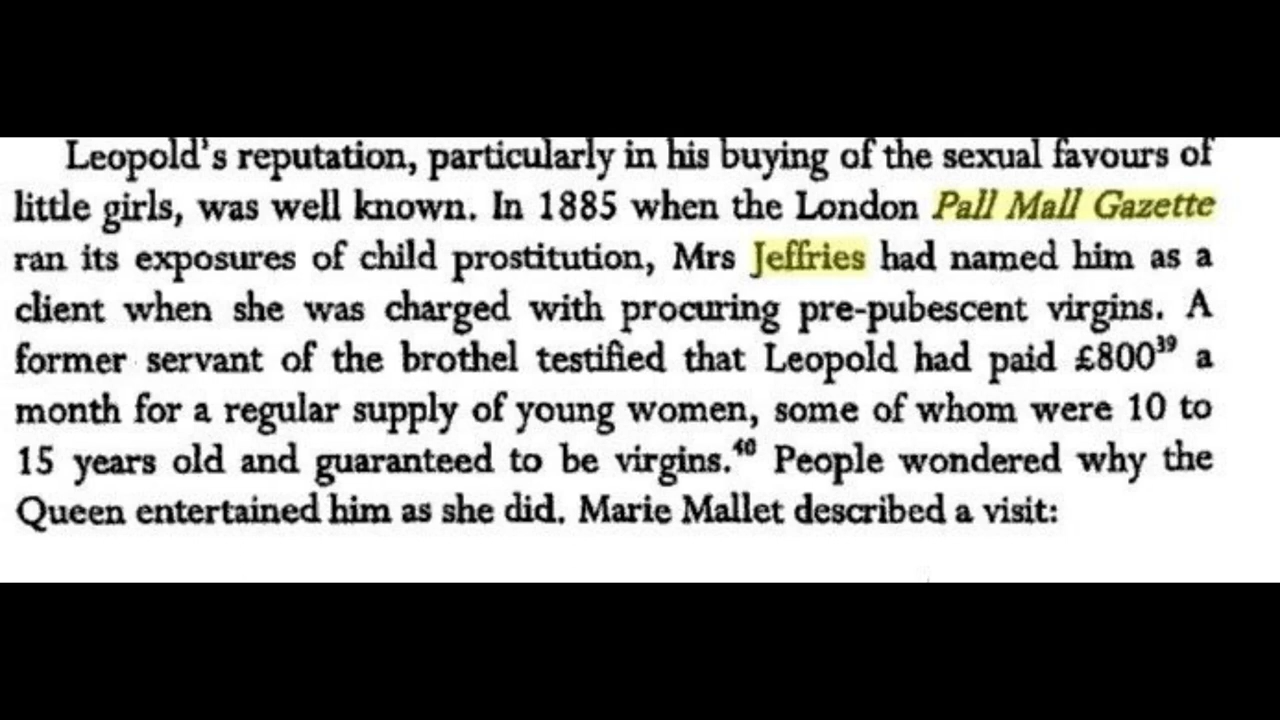 Leopold's reputation, particularly in his buying of the sexual favours of
little girls, was well known. In 1885 when the London Pall Mall Gazette
ran its exposures of child prostitution, Mrs Jeffries had named him as a
client when she was charged with procuring pre-pubescent virgins. A
former servant of the brothel testified that Leopold had paid £800³⁹ a
month for a regular supply of young women, some of whom were 10 to
15 years old and guaranteed to be virgins.⁴⁰ People wondered why the
Queen entertained him as she did. Marie Mallet described a visit: